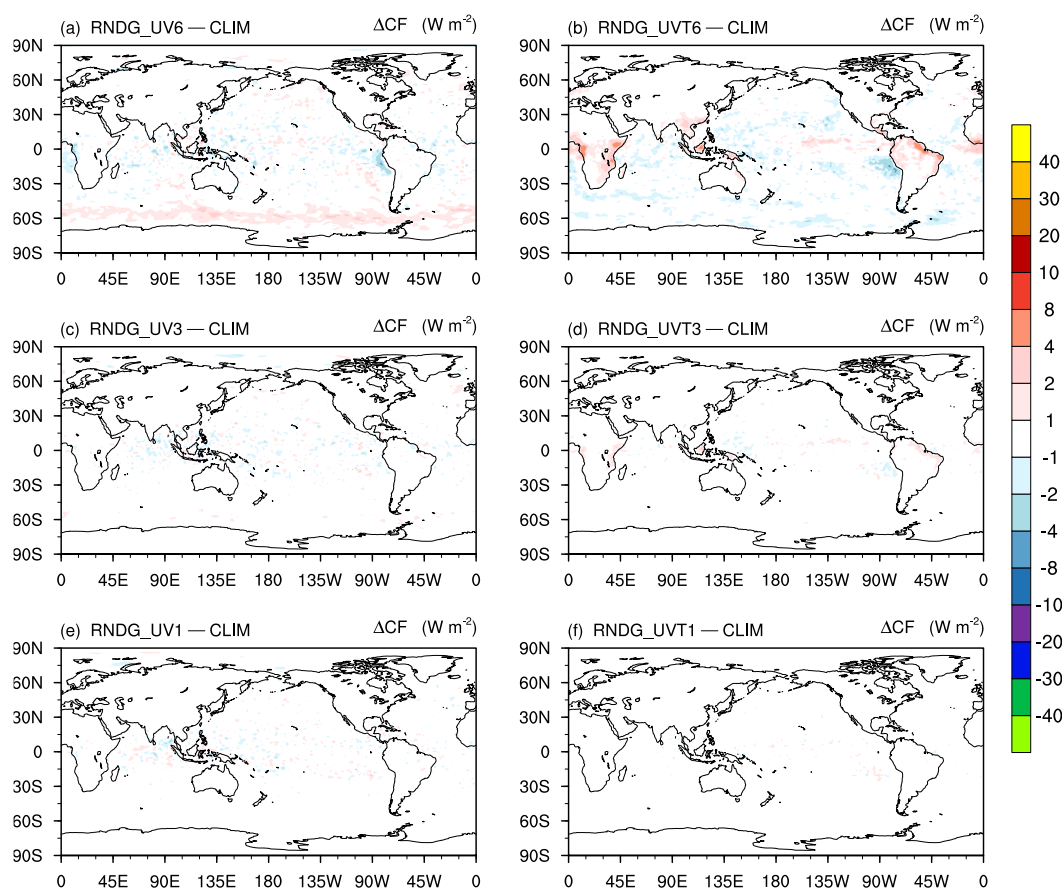 (a) RNDG_UV6 — CLIM ΔCF (W m-2)
90N
60N
30N
0
30S
60S
90S
0 45E 90E 135E 180 135W 90W 45W 0
(b) RNDG_UVT6 — CLIM ΔCF (W m-2)
90N
60N
30N
0
30S
60S
90S
0 45E 90E 135E 180 135W 90W 45W 0
(c) RNDG_UV3 — CLIM ΔCF (W m-2)
90N
60N
30N
0
30S
60S
90S
0 45E 90E 135E 180 135W 90W 45W 0
(d) RNDG_UVT3 — CLIM ΔCF (W m-2)
90N
60N
30N
0
30S
60S
90S
0 45E 90E 135E 180 135W 90W 45W 0
(e) RNDG_UV1 — CLIM ΔCF (W m-2)
90N
60N
30N
0
30S
60S
90S
0 45E 90E 135E 180 135W 90W 45W 0
(f) RNDG_UVT1 — CLIM ΔCF (W m-2)
90N
60N
30N
0
30S
60S
90S
0 45E 90E 135E 180 135W 90W 45W 0
40
30
20
10
8
4
2
1
-1
-2
-4
-8
-10
-20
-30
-40